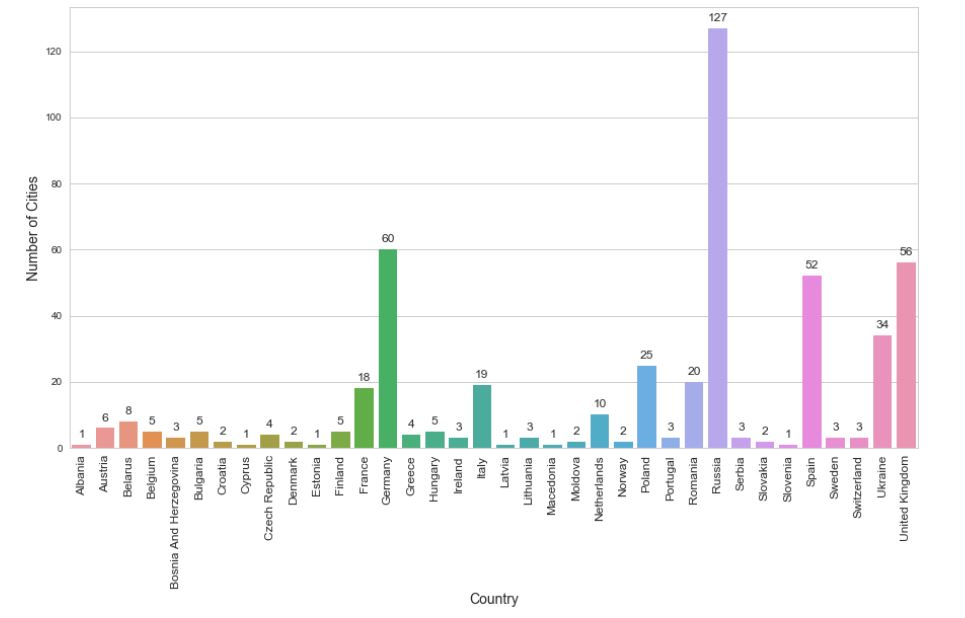 127
120
100
80
60
60
56
52
40
34
25
20
20
19
18
10
8
6
5
5
5
5
4
4
3
3
3
3
3
3
3
2
2
2
2
2
1
1
1
1
1
1
0
Number of Cities
Albania
Austria
Belarus
Belgium
Bosnia And Herzegovina
Bulgaria
Croatia
Cyprus
Czech Republic
Denmark
Estonia
Finland
France
Germany
Greece
Hungary
Ireland
Italy
Latvia
Lithuania
Macedonia
Moldova
Netherlands
Norway
Poland
Portugal
Romania
Russia
Serbia
Slovakia
Slovenia
Spain
Sweden
Switzerland
Ukraine
United Kingdom
Country